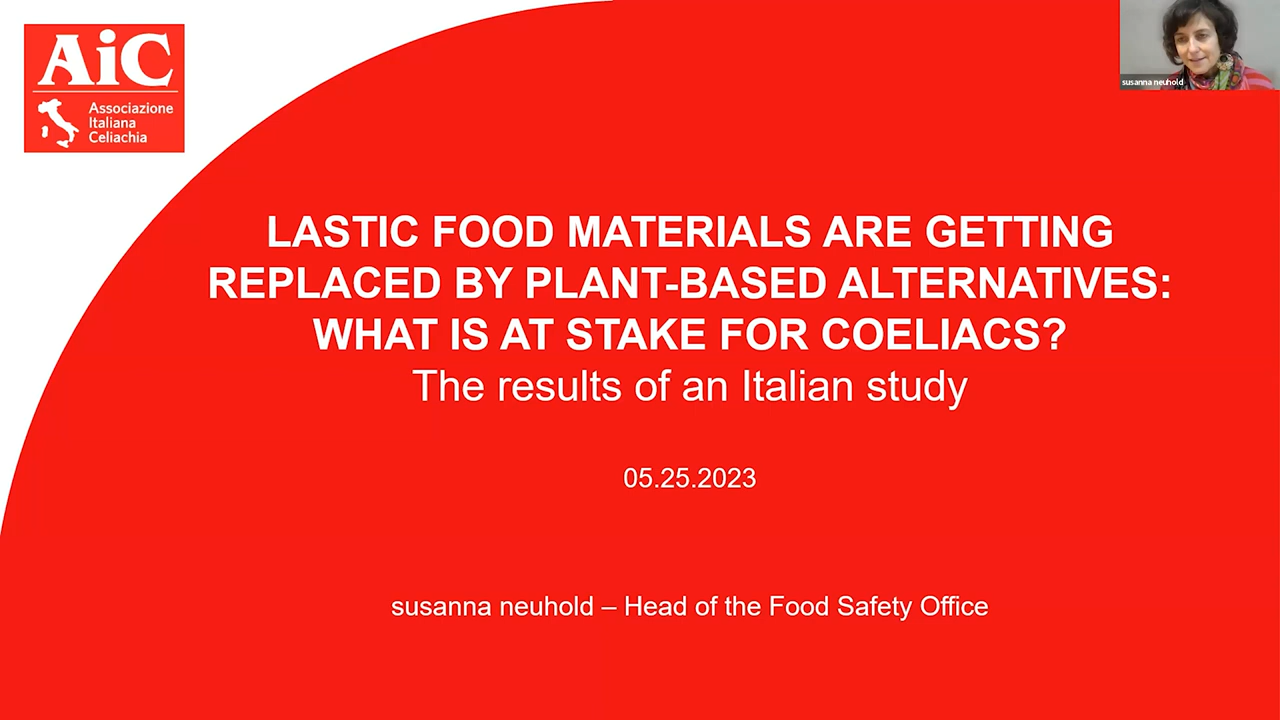 AiC
Associazione
Italiana
Celiachia
susanna neuhold
LASTIC FOOD MATERIALS ARE GETTING
REPLACED BY PLANT-BASED ALTERNATIVES:
WHAT IS AT STAKE FOR COELIACS?
The results of an Italian study
05.25.2023
susanna neuhold – Head of the Food Safety Office